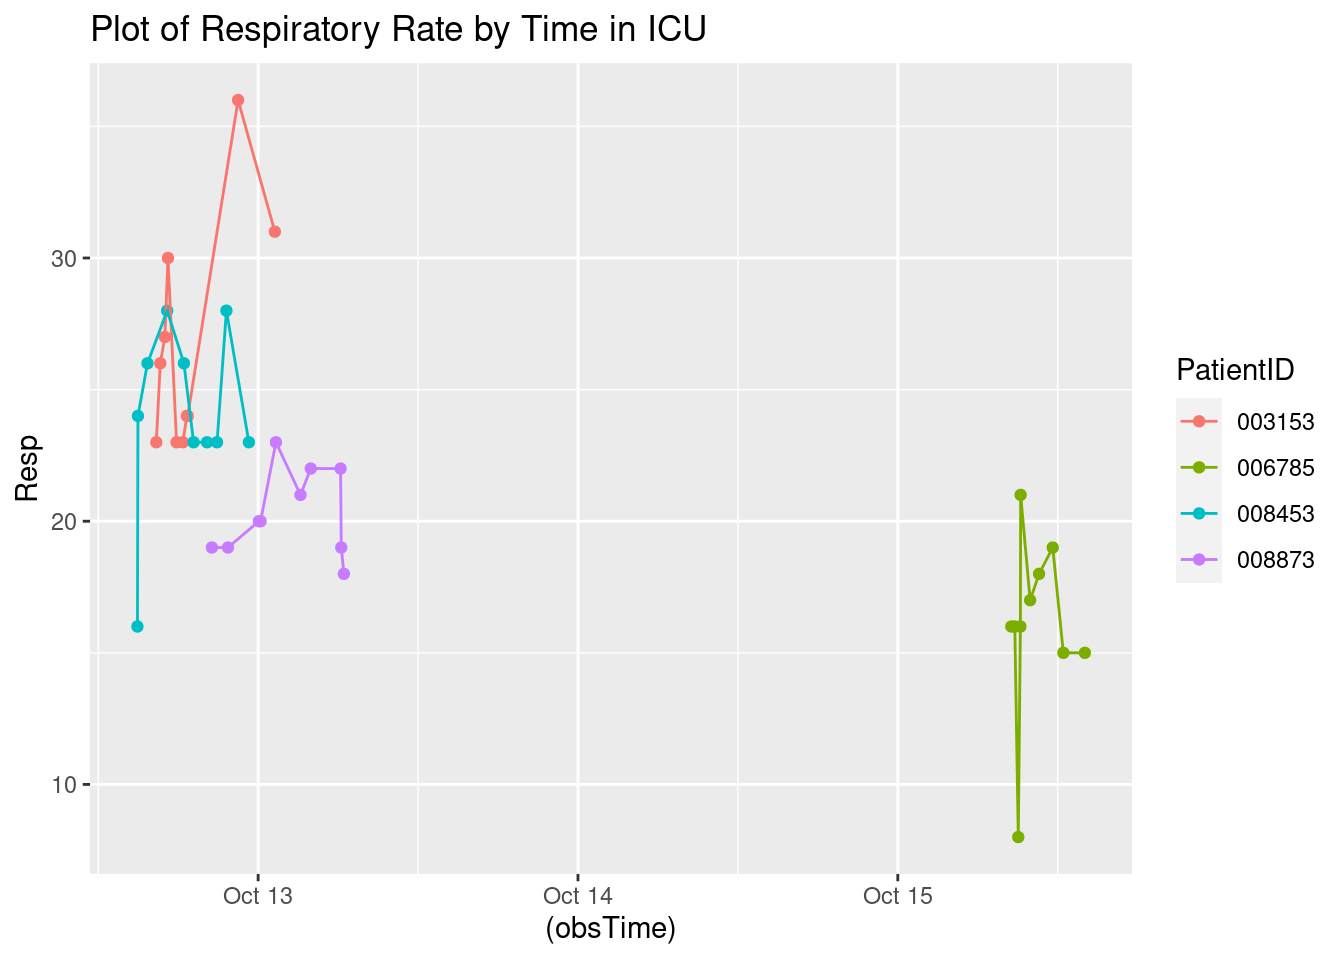 Plot of Respiratory Rate by Time in ICU
30
20
10
Resp
Oct 13
Oct 14
Oct 15
(obsTime)
PatientID
003153
006785
008453
008873